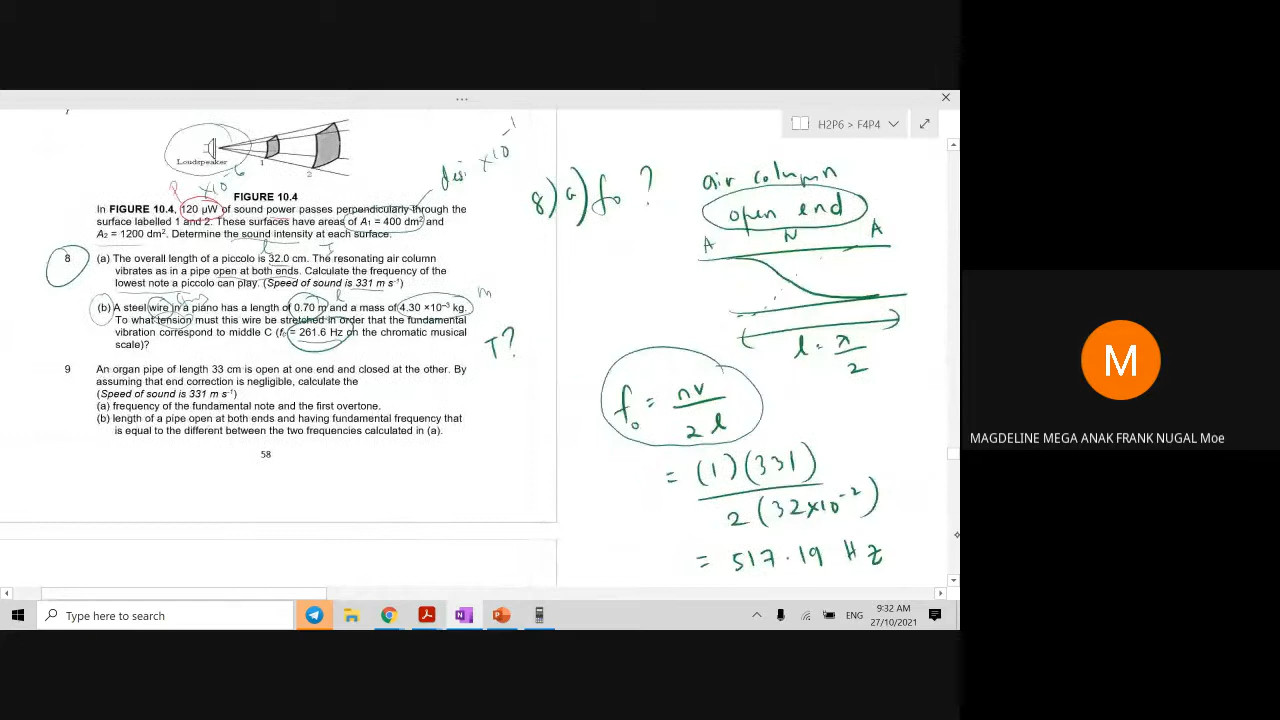 H2P6 > F4P4
7
Loudspeaker
1
2
×10⁻⁶
desi ×10⁻¹
FIGURE 10.4
P
In FIGURE 10.4, 120 μW of sound power passes perpendicularly through the
surface labelled 1 and 2. These surfaces have areas of A₁ = 400 dm² and
A₂ = 1200 dm². Determine the sound intensity at each surface.
l
I
8
(a) The overall length of a piccolo is 32.0 cm. The resonating air column
vibrates as in a pipe open at both ends. Calculate the frequency of the
lowest note a piccolo can play. (Speed of sound is 331 m s⁻¹)
l
m
(b) A steel wire in a piano has a length of 0.70 m and a mass of 4.30 ×10⁻³ kg.
To what tension must this wire be stretched in order that the fundamental
vibration correspond to middle C (f₀ = 261.6 Hz on the chromatic musical
scale)?
T?
9
An organ pipe of length 33 cm is open at one end and closed at the other. By
assuming that end correction is negligible, calculate the
(Speed of sound is 331 m s⁻¹)
(a) frequency of the fundamental note and the first overtone.
(b) length of a pipe open at both ends and having fundamental frequency that
is equal to the different between the two frequencies calculated in (a).
58
8) a) f₀ ?
air column
open end
A N A
l = λ/2
f₀ = nv / 2l
= (1)(331) / 2(32×10⁻²)
= 517.19 Hz
M
MAGDELINE MEGA ANAK FRANK NUGAL Moe
Type here to search
ENG
9:32 AM
27/10/2021